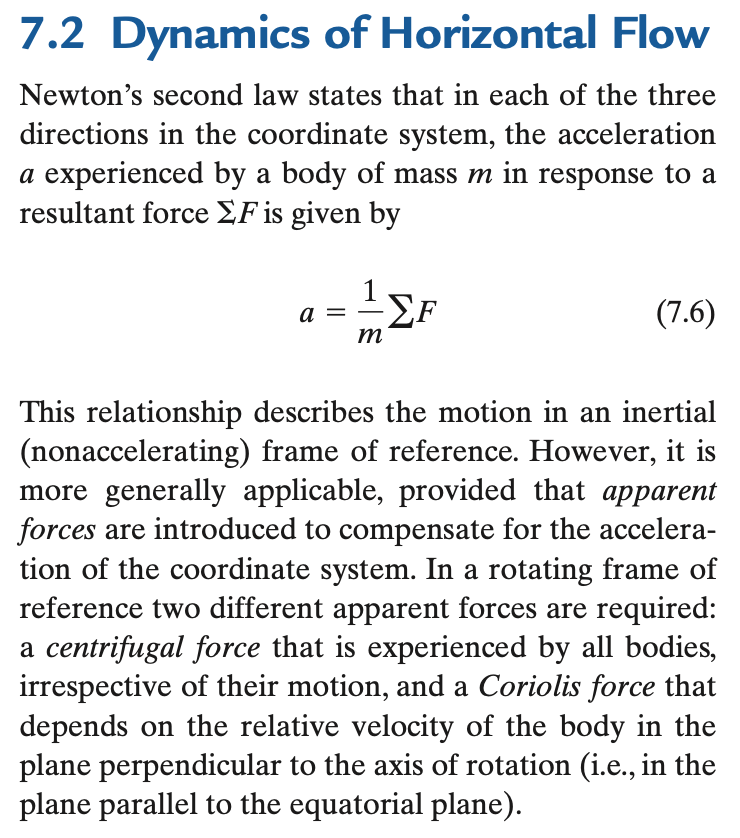 7.2 Dynamics of Horizontal Flow
Newton’s second law states that in each of the three
directions in the coordinate system, the acceleration
a experienced by a body of mass m in response to a
resultant force ΣF is given by
a = 1/m ΣF (7.6)
This relationship describes the motion in an inertial
(nonaccelerating) frame of reference. However, it is
more generally applicable, provided that apparent
forces are introduced to compensate for the accelera-
tion of the coordinate system. In a rotating frame of
reference two different apparent forces are required:
a centrifugal force that is experienced by all bodies,
irrespective of their motion, and a Coriolis force that
depends on the relative velocity of the body in the
plane perpendicular to the axis of rotation (i.e., in the
plane parallel to the equatorial plane).